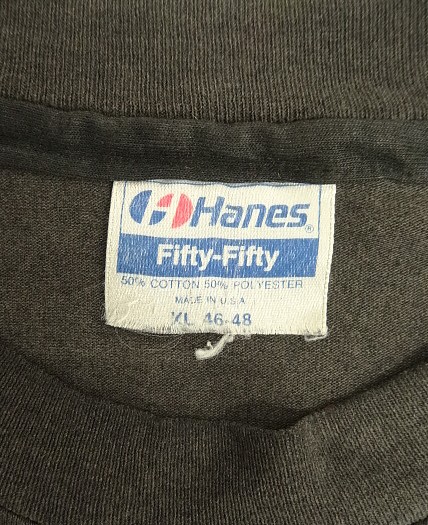 Hanes®
Fifty-Fifty
50% COTTON 50% POLYESTER
MADE IN U.S.A.
XL 46-48